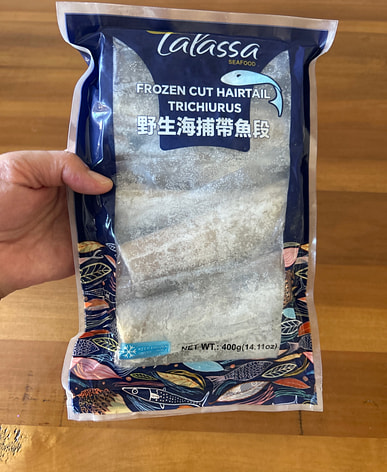 Talassa
SEAFOOD
FROZEN CUT HAIRTAIL
TRICHIURUS
野生海捕帶魚段
NET WT.: 400g(14.11oz)